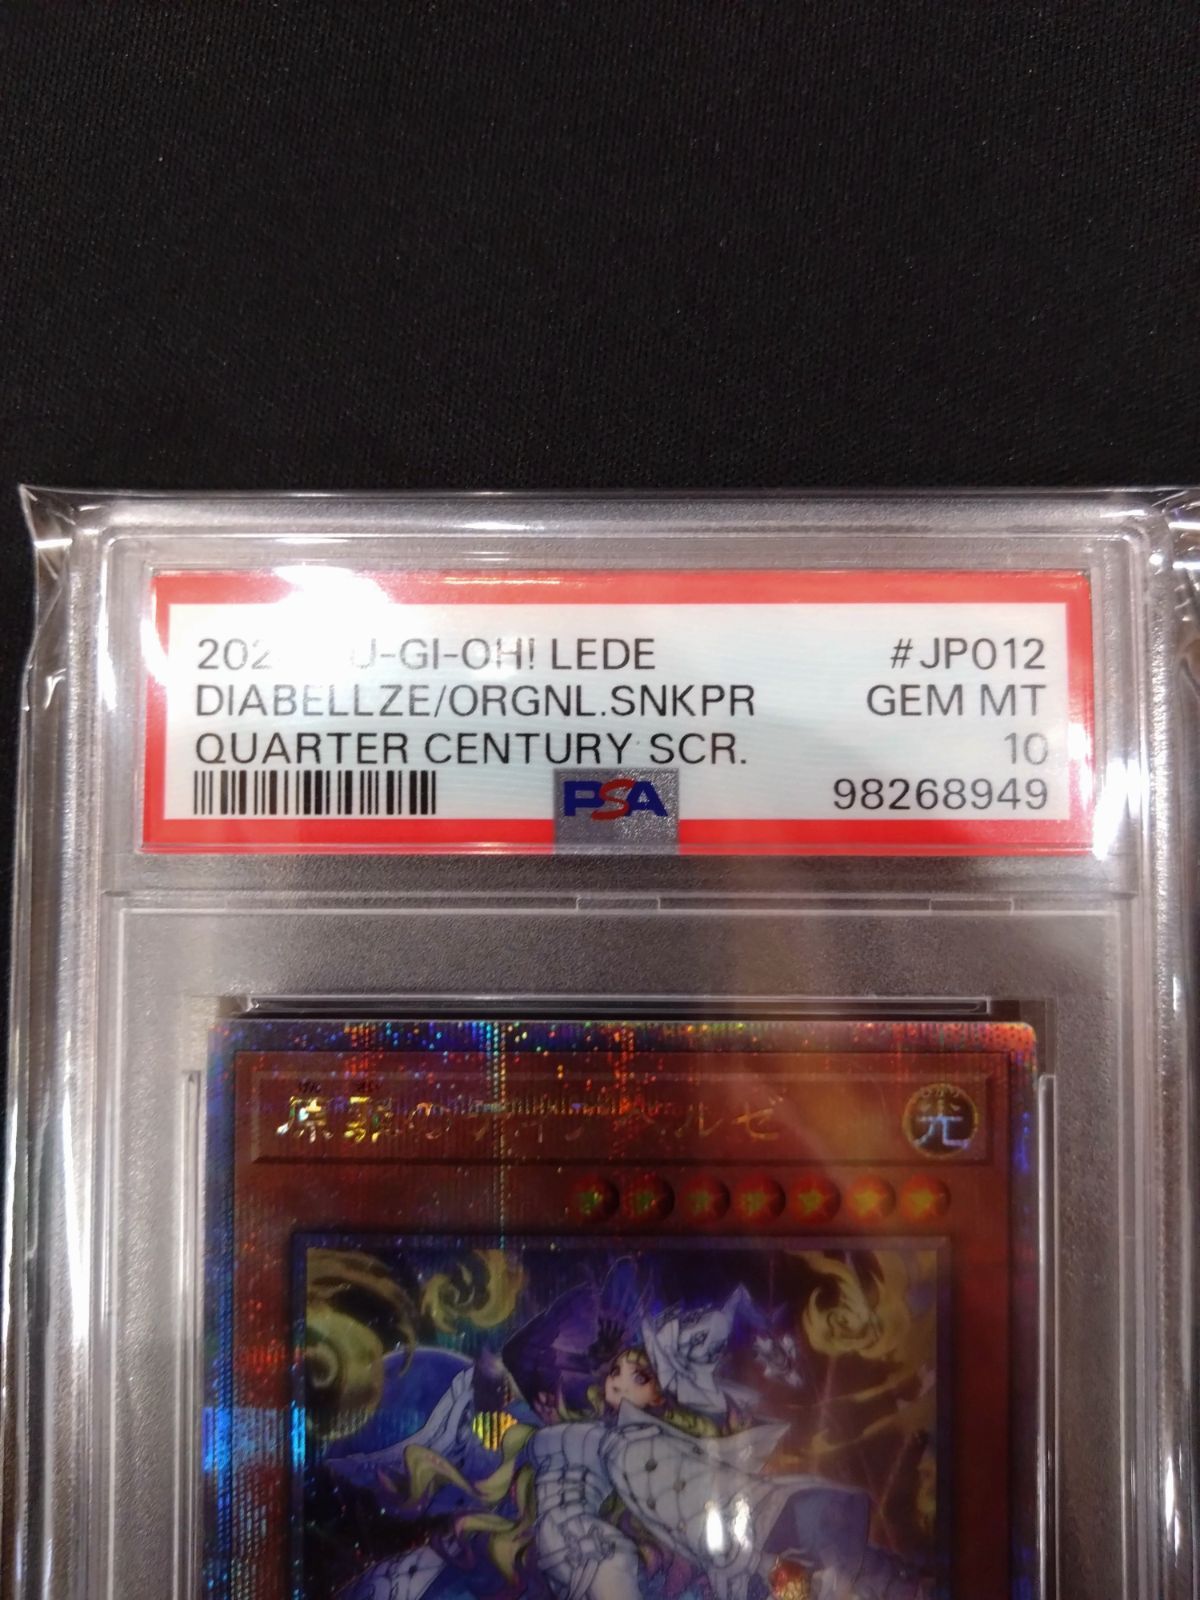 U-GI-OH! LEDE #JP012
DIABELLZE/ORGNL.SNKPR GEM MT
QUARTER CENTURY SCR. 10
PSA 98268949
原罪のディアベルゼ
光